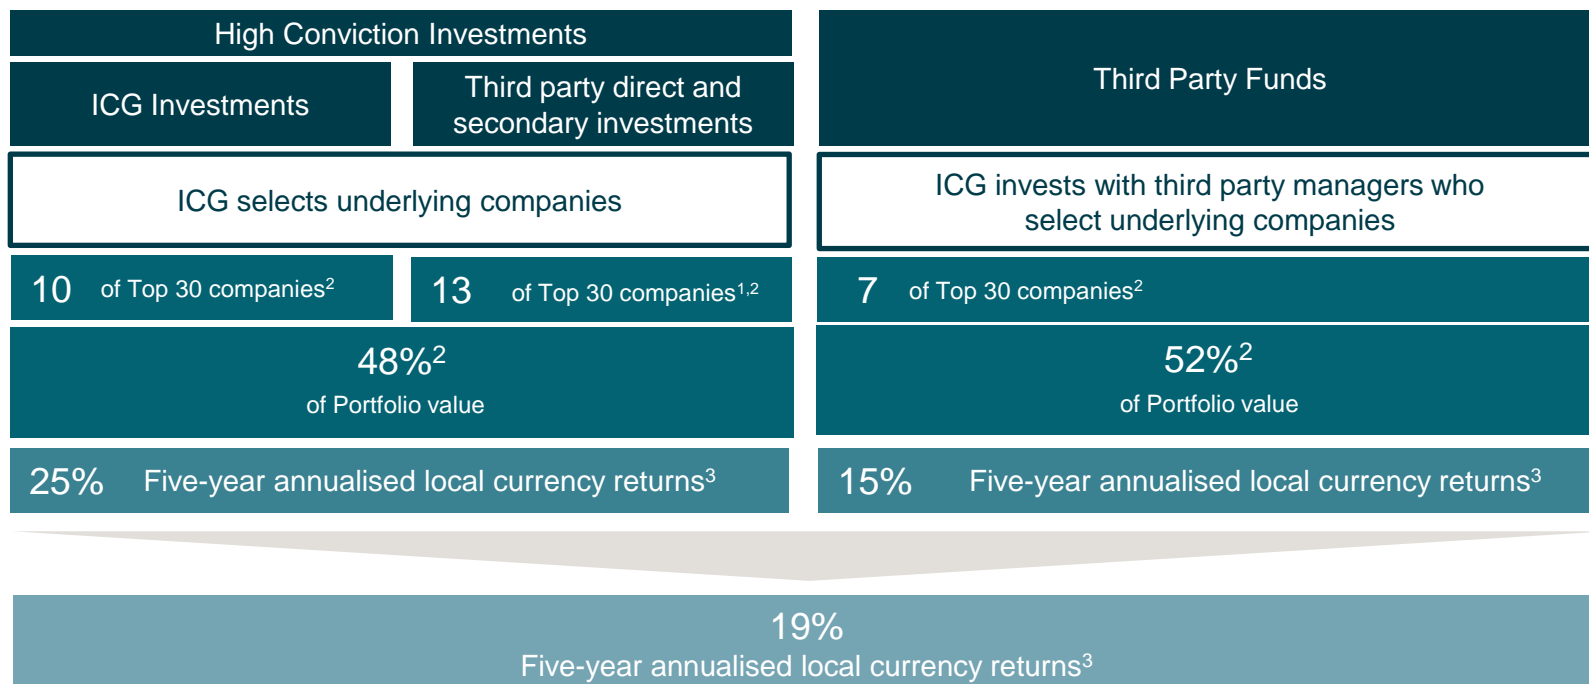 High Conviction Investments
ICG Investments
Third party direct and
secondary investments
Third Party Funds
ICG selects underlying companies
ICG invests with third party managers who
select underlying companies
10 of Top 30 companies²
13 of Top 30 companies¹,²
7 of Top 30 companies²
48%²
of Portfolio value
52%²
of Portfolio value
25% Five-year annualised local currency returns³
15% Five-year annualised local currency returns³
19%
Five-year annualised local currency returns³